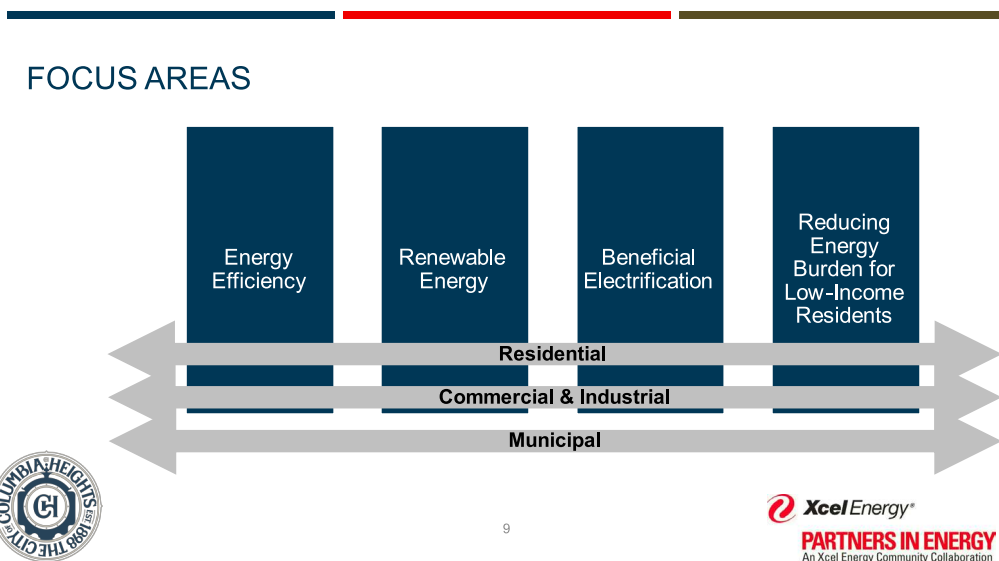 FOCUS AREAS
Energy
Efficiency
Renewable
Energy
Beneficial
Electrification
Reducing
Energy
Burden for
Low-Income
Residents
Residential
Commercial & Industrial
Municipal
THE CITY OF COLUMBIA HEIGHTS EST. 1898
CH
9
Xcel Energy®
PARTNERS IN ENERGY
An Xcel Energy Community Collaboration